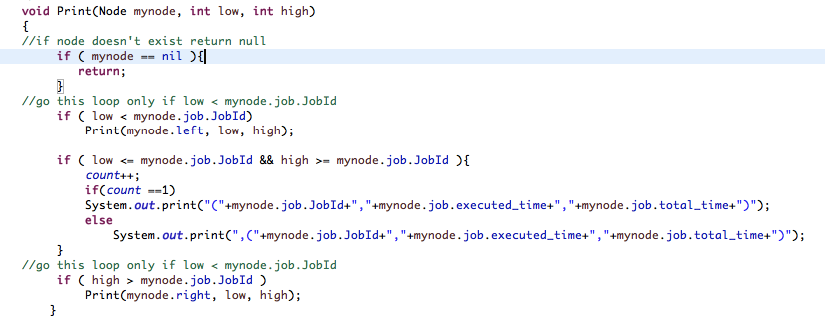 void Print(Node mynode, int low, int high)
{
//if node doesn't exist return null
if ( mynode == nil ){
return;
}
//go this loop only if low < mynode.job.JobId
if ( low < mynode.job.JobId)
Print(mynode.left, low, high);
if ( low <= mynode.job.JobId && high >= mynode.job.JobId ){
count++;
if(count ==1)
System.out.print("("+mynode.job.JobId+","+mynode.job.executed_time+","+mynode.job.total_time+")");
else
System.out.print(",("+mynode.job.JobId+","+mynode.job.executed_time+","+mynode.job.total_time+")");
}
//go this loop only if low < mynode.job.JobId
if ( high > mynode.job.JobId )
Print(mynode.right, low, high);
}